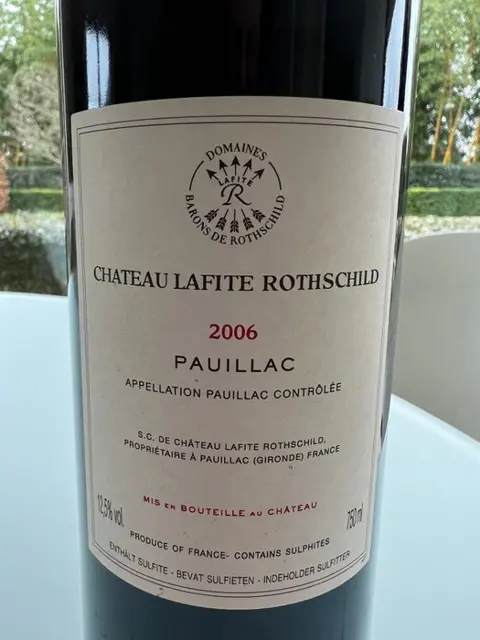 DOMAINES
LAFITE
R
BARONS DE ROTHSCHILD
CHATEAU LAFITE ROTHSCHILD
2006
PAUILLAC
APPELLATION PAUILLAC CONTRÔLÉE
S.C. DE CHÂTEAU LAFITE ROTHSCHILD,
PROPRIÉTAIRE À PAUILLAC (GIRONDE) FRANCE
MIS EN BOUTEILLE AU CHÂTEAU
12,5% vol.
750 ml
PRODUCE OF FRANCE- CONTAINS SULPHITES
ENTHÄLT SULFITE - BEVAT SULFIETEN - INDEHOLDER SULFITTER